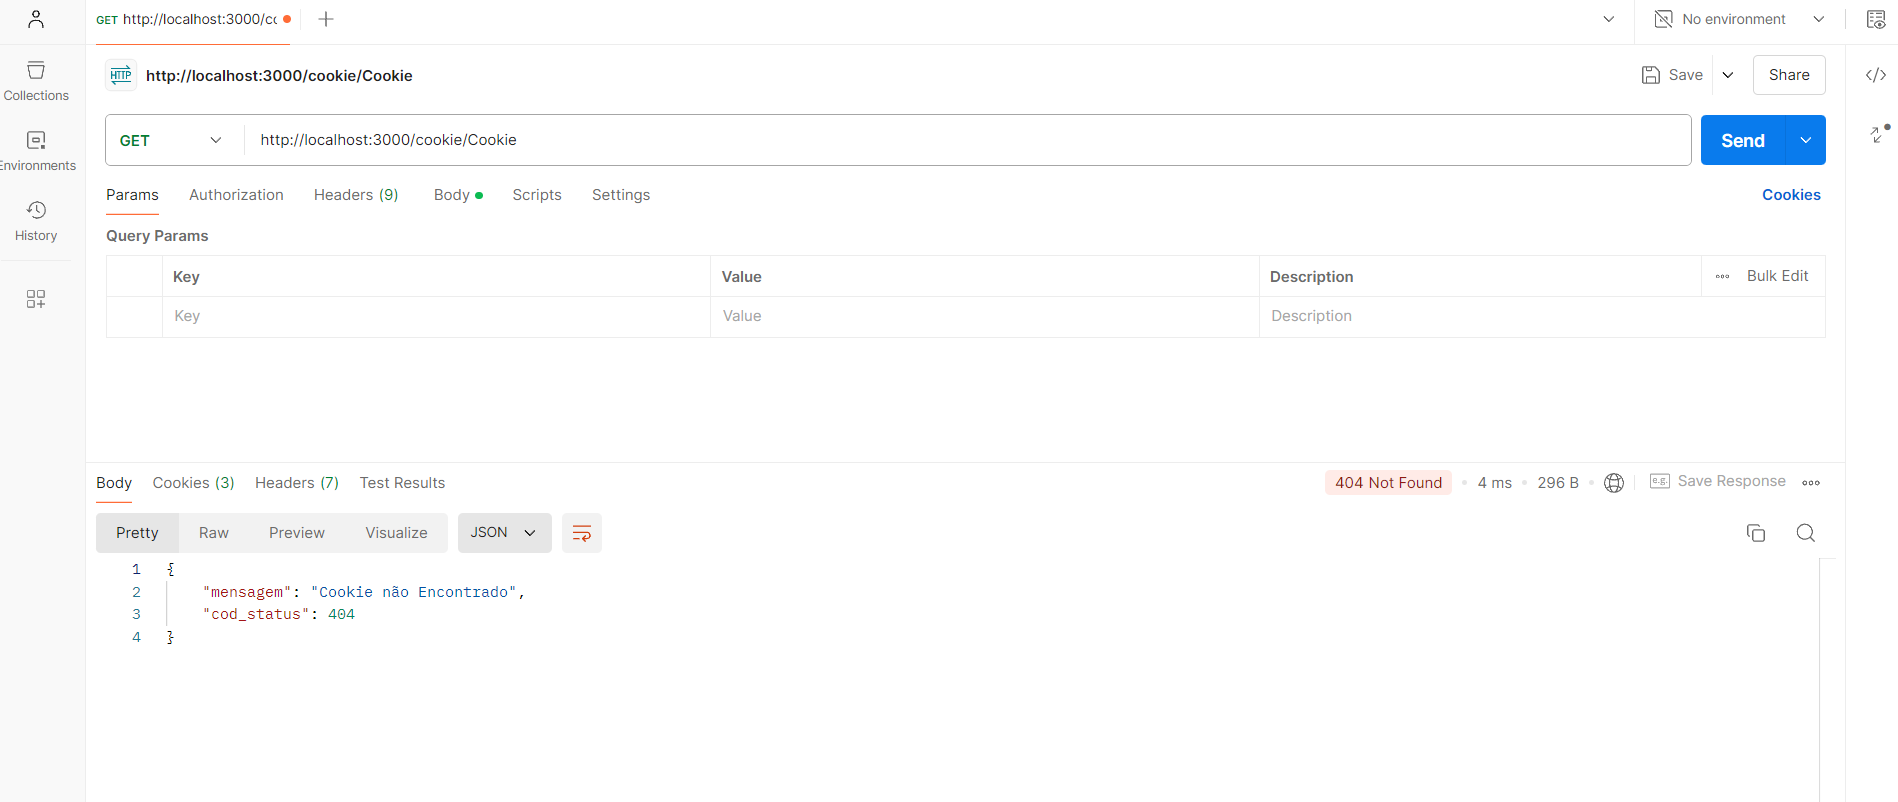 GET http://localhost:3000/cc
No environment
Collections
Environments
History
HTTP http://localhost:3000/cookie/Cookie
Save
Share
GET http://localhost:3000/cookie/Cookie
Send
Params Authorization Headers (9) Body Scripts Settings Cookies
Query Params
Key Value Description Bulk Edit
Key Value Description
Body Cookies (3) Headers (7) Test Results
404 Not Found 4 ms 296 B e.g. Save Response
Pretty Raw Preview Visualize JSON
1 {
2 "mensagem": "Cookie não Encontrado",
3 "cod_status": 404
4 }